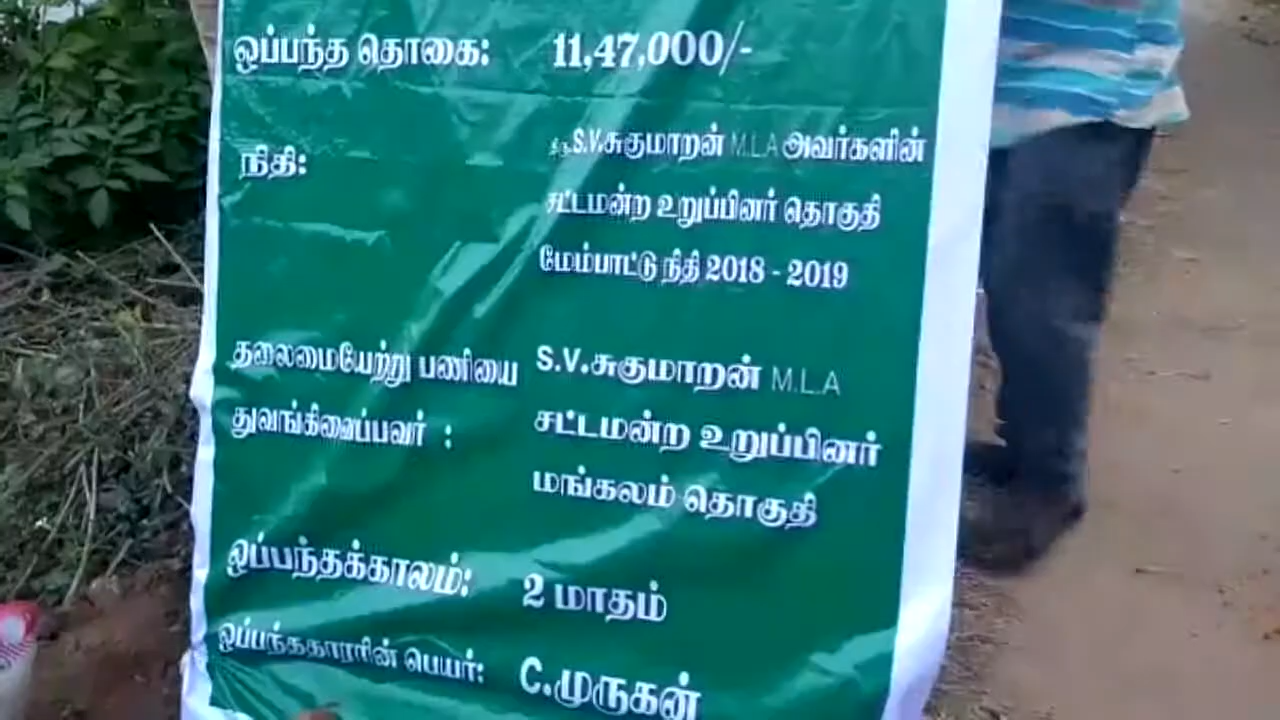 ஒப்பந்த தொகை: 11,47,000/-
நிதி: திரு.S.V.சுகுமாறன் M.L.A அவர்களின்
சட்டமன்ற உறுப்பினர் தொகுதி
மேம்பாட்டு நிதி 2018 - 2019
தலைமையேற்று பணியை S.V.சுகுமாறன் M.L.A
துவங்கிவைப்பவர் : சட்டமன்ற உறுப்பினர்
மங்கலம் தொகுதி
ஒப்பந்தக்காலம்: 2 மாதம்
ஒப்பந்தகாரரின் பெயர்: C.முருகன்